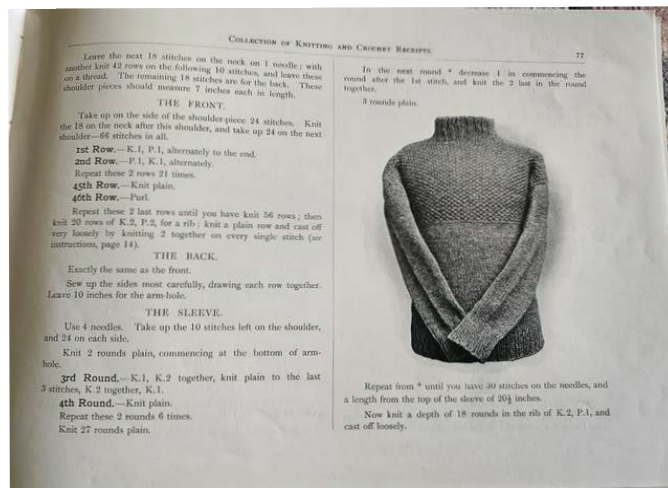 COLLECTION OF KNITTING AND CROCHET RECEIPTS. 77
Leave the next 18 stitches on the neck on 1 needle; with
another knit 42 rows on the following 10 stitches, and leave these
on a thread. The remaining 18 stitches are for the back. These
shoulder pieces should measure 7 inches each in length.
THE FRONT.
Take up on the side of the shoulder-piece 24 stitches. Knit
the 18 on the neck after this shoulder, and take up 24 on the next
shoulder—66 stitches in all.
1st Row.—K.1, P.1, alternately to the end.
2nd Row.—P.1, K.1, alternately.
Repeat these 2 rows 21 times.
45th Row.—Knit plain.
46th Row.—Purl.
Repeat these 2 last rows until you have knit 56 rows; then
knit 20 rows of K.2, P.2, for a rib; knit a plain row and cast off
very loosely by knitting 2 together on every single stitch (see
instructions, page 14).
THE BACK.
Exactly the same as the front.
Sew up the sides most carefully, drawing each row together.
Leave 10 inches for the arm-hole.
THE SLEEVE.
Use 4 needles. Take up the 10 stitches left on the shoulder,
and 24 on each side.
Knit 2 rounds plain, commencing at the bottom of arm-
hole.
3rd Round.—K.1, K.2 together, knit plain to the last
3 stitches, K.2 together, K.1.
4th Round.—Knit plain.
Repeat these 2 rounds 6 times.
Knit 27 rounds plain.
In the next round * decrease 1 in commencing the
round after the 1st stitch, and knit the 2 last in the round
together.
3 rounds plain.
Repeat from * until you have 30 stitches on the needles, and
a length from the top of the sleeve of 20½ inches.
Now knit a depth of 18 rounds in the rib of K.2, P.1, and
cast off loosely.